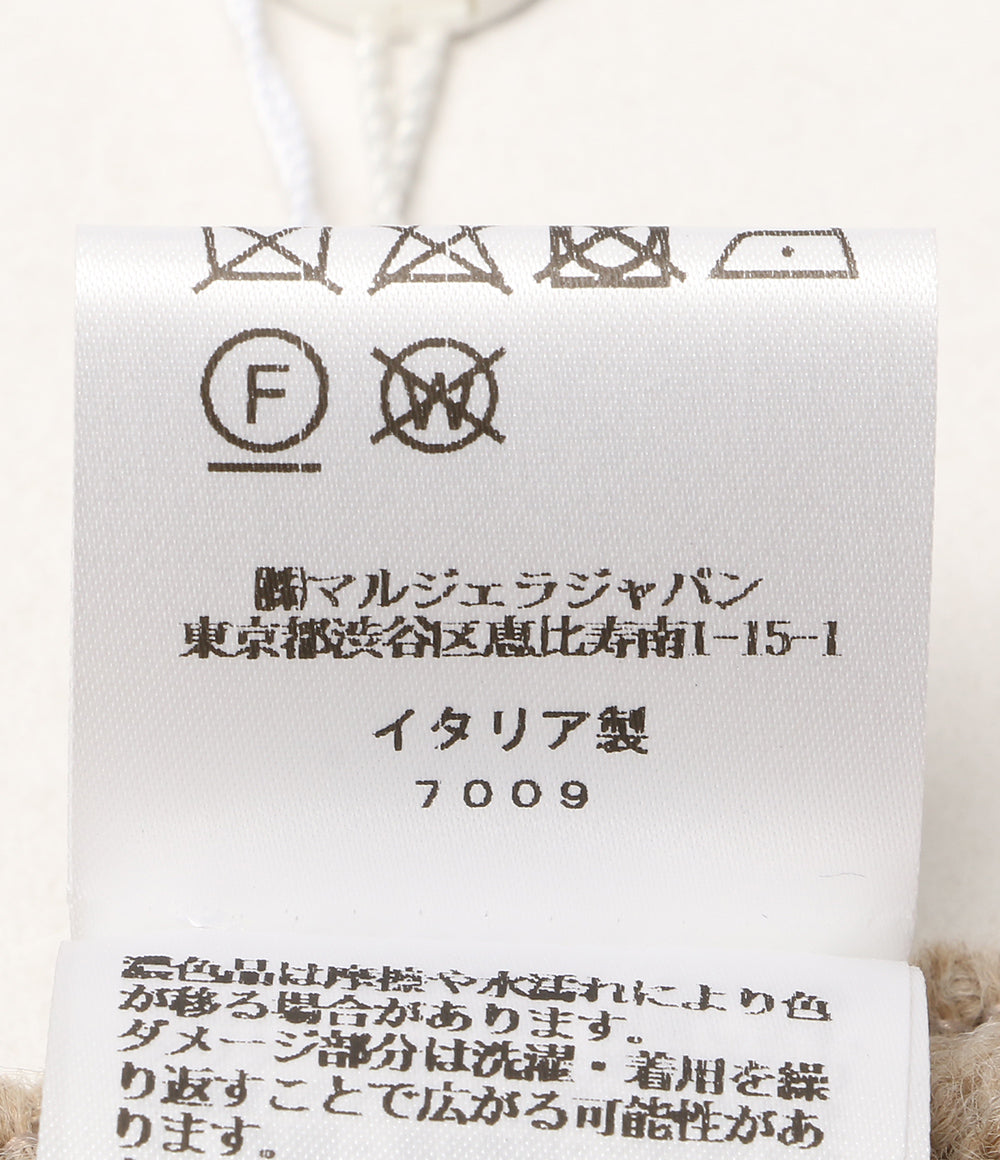 F W
㈱マルジェラジャパン
東京都渋谷区恵比寿南1-15-1
イタリア製
7009
濃色品は摩擦や水濡れにより色
が移る場合があります。
ダメージ部分は洗濯・着用を繰
り返すことで広がる可能性があ
ります。